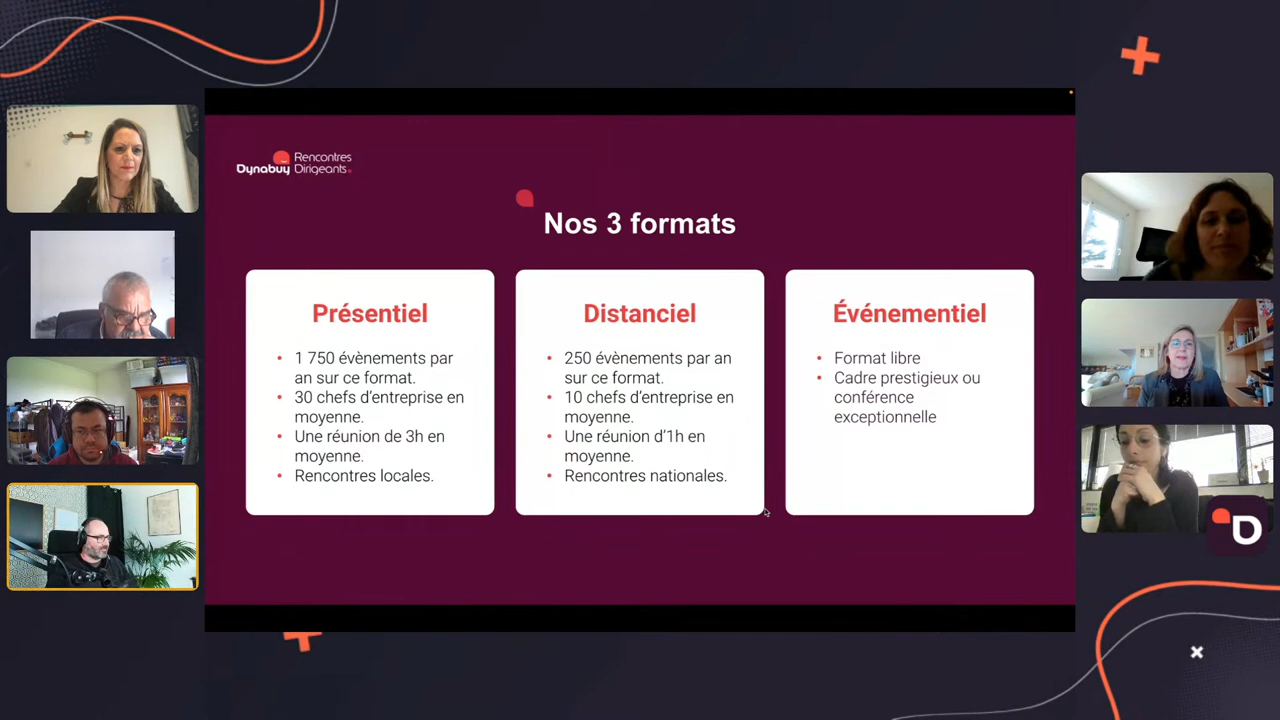 Dynabuy
Rencontres
Dirigeants
Nos 3 formats
Présentiel
• 1 750 évènements par
an sur ce format.
• 30 chefs d'entreprise en
moyenne.
• Une réunion de 3h en
moyenne.
• Rencontres locales.
Distanciel
• 250 évènements par an
sur ce format.
• 10 chefs d'entreprise en
moyenne.
• Une réunion d'1h en
moyenne.
• Rencontres nationales.
Événementiel
• Format libre
• Cadre prestigieux ou
conférence
exceptionnelle
D